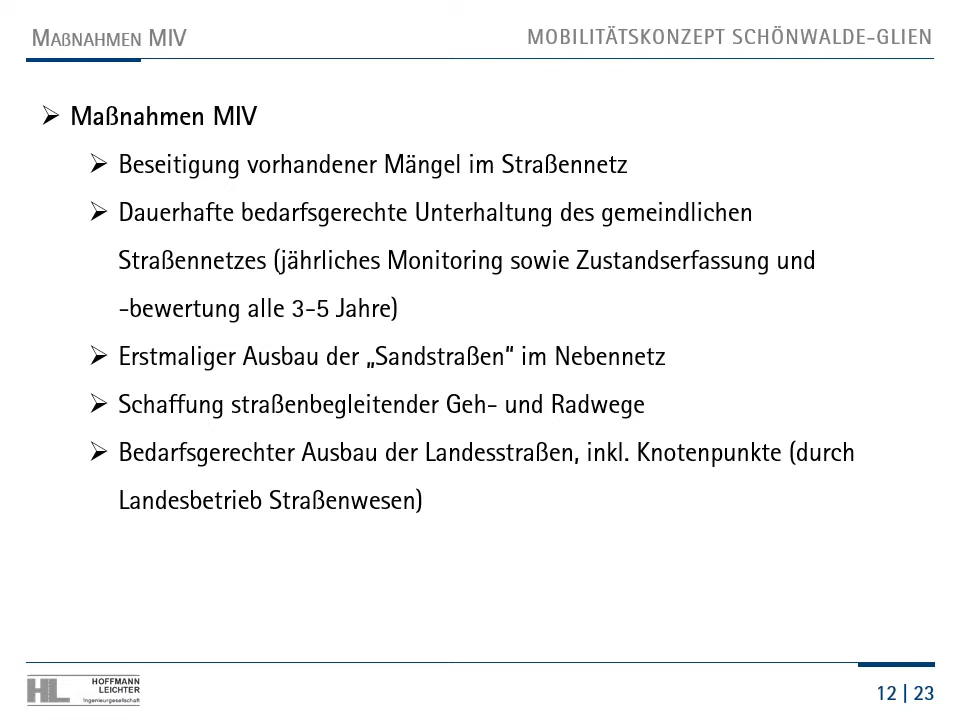 MAßNAHMEN MIV
MOBILITÄTSKONZEPT SCHÖNWALDE-GLIEN
Maßnahmen MIV
Beseitigung vorhandener Mängel im Straßennetz
Dauerhafte bedarfsgerechte Unterhaltung des gemeindlichen
Straßennetzes (jährliches Monitoring sowie Zustandserfassung und
-bewertung alle 3-5 Jahre)
Erstmaliger Ausbau der „Sandstraßen“ im Nebennetz
Schaffung straßenbegleitender Geh- und Radwege
Bedarfsgerechter Ausbau der Landesstraßen, inkl. Knotenpunkte (durch
Landesbetrieb Straßenwesen)
HL
HOFFMANN
LEICHTER
Ingenieurgesellschaft
12 | 23